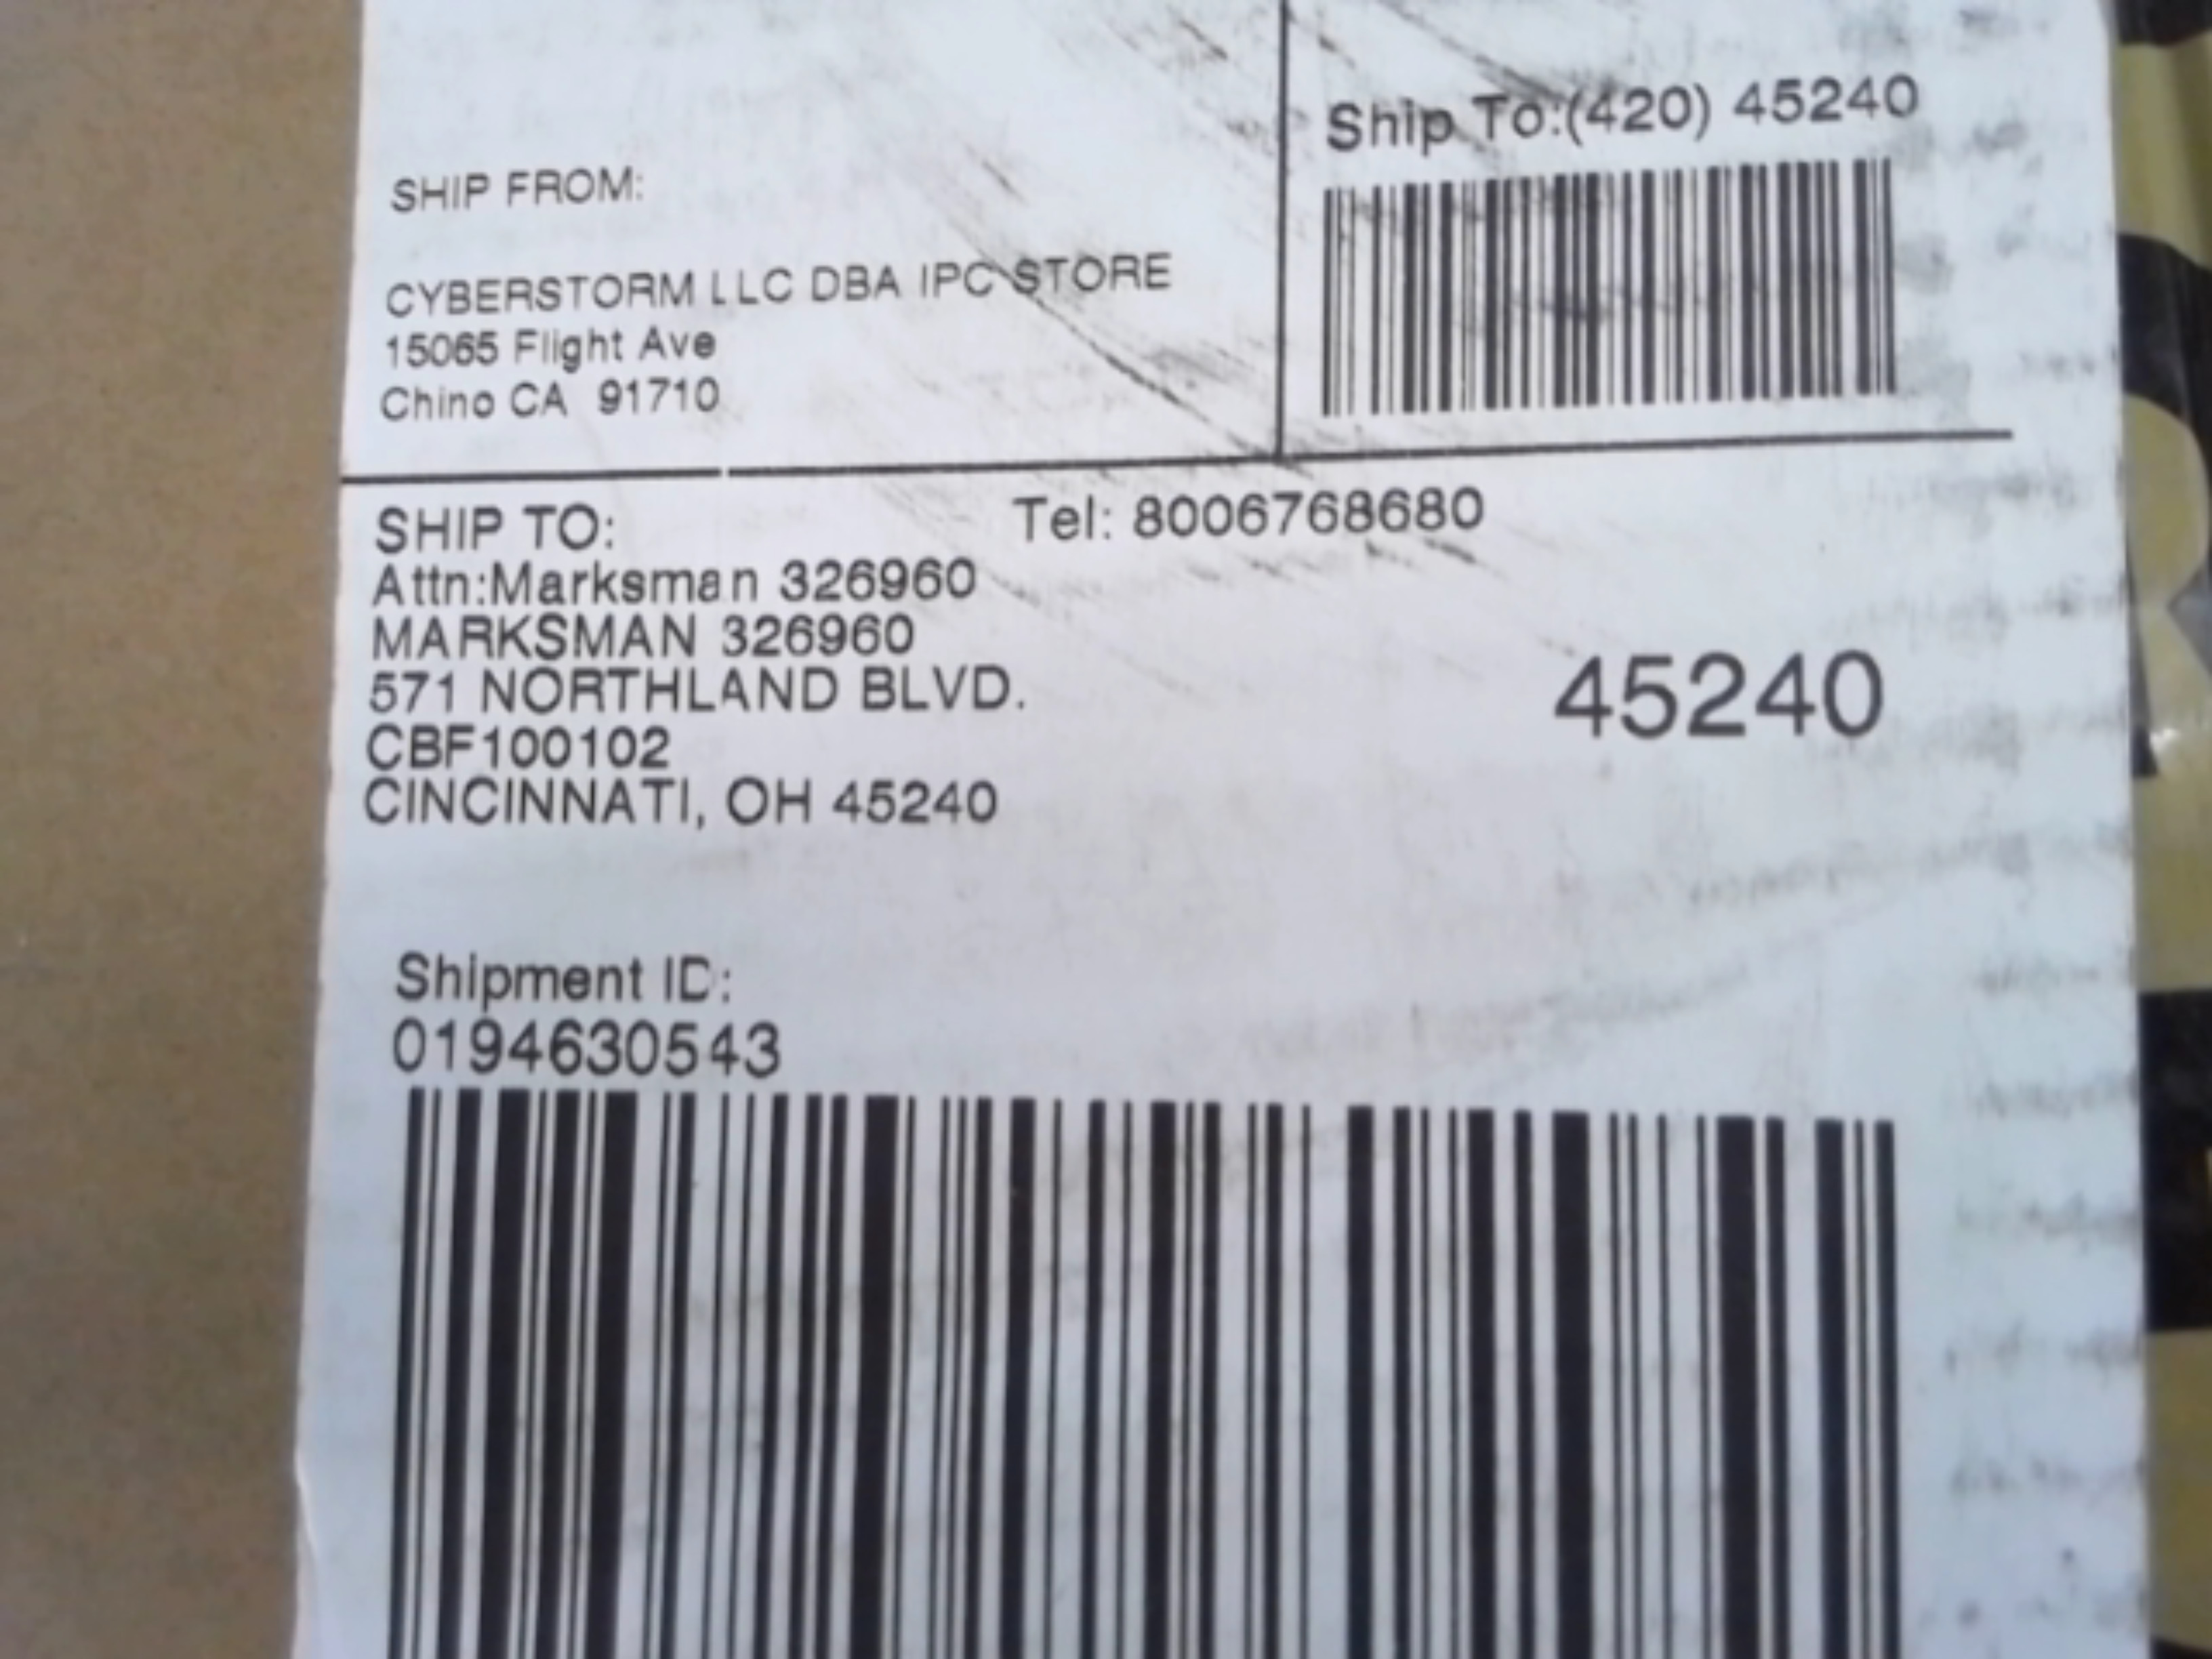 Ship To:(420) 45240
SHIP FROM:
CYBERSTORM LLC DBA IPC STORE
15065 Flight Ave
Chino CA 91710
SHIP TO:
Tel: 8006768680
Attn:Marksman 326960
MARKSMAN 326960
571 NORTHLAND BLVD.
CBF100102
CINCINNATI, OH 45240
45240
Shipment ID:
0194630543